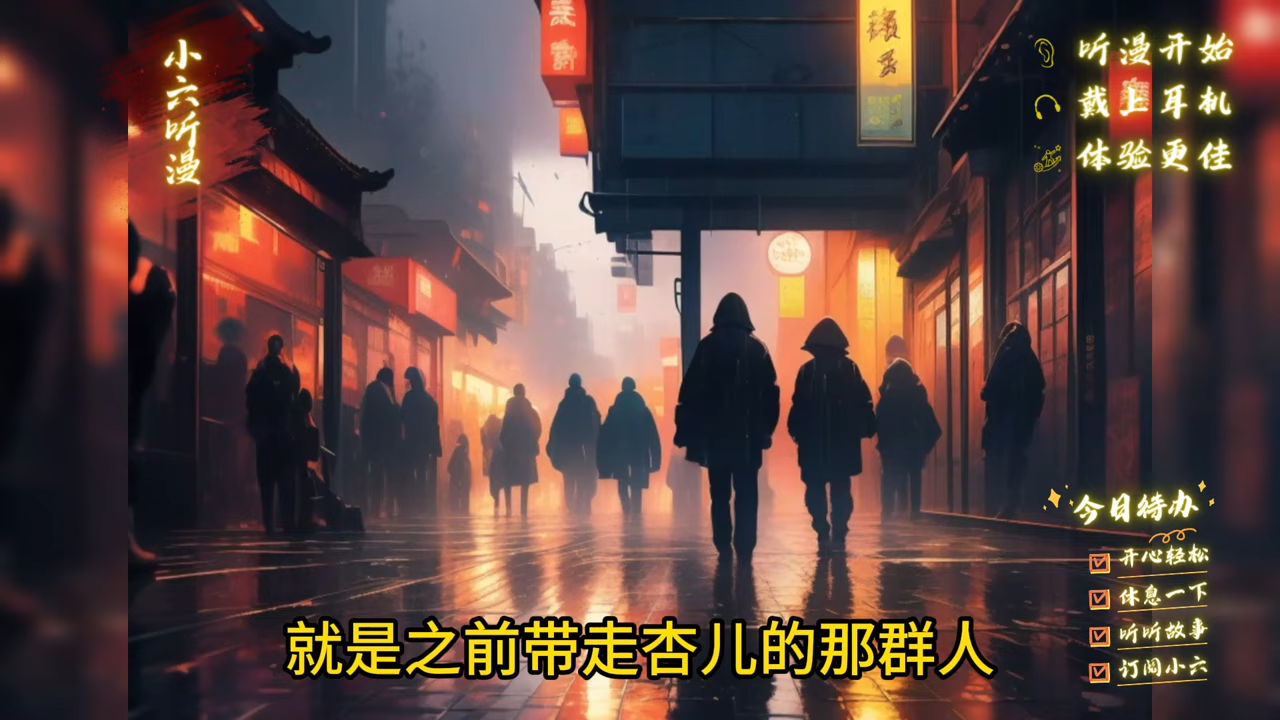 小六听漫
听漫开始
戴上耳机
体验更佳
今日待办
开心轻松
休息一下
听听故事
订阅小六
就是之前带走杏儿的那群人